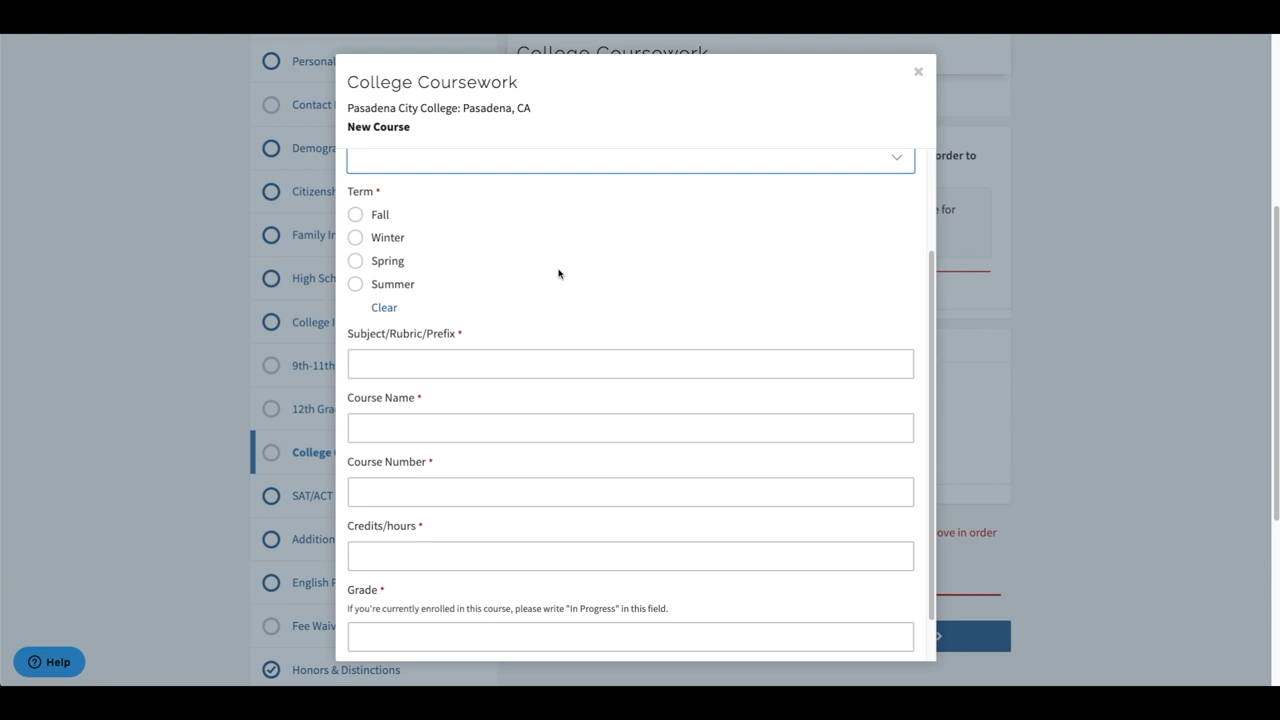 College Coursework
Personal
Contact
Demogra
Citizensh
Family In
High Sch
College I
9th-11th
12th Gra
College
SAT/ACT
Addition
English P
Fee Waiv
Honors & Distinctions
Help
College Coursework
Pasadena City College: Pasadena, CA
New Course
Term *
Fall
Winter
Spring
Summer
Clear
Subject/Rubric/Prefix *
Course Name *
Course Number *
Credits/hours *
Grade *
If you're currently enrolled in this course, please write "In Progress" in this field.
order to
e for
ove in order